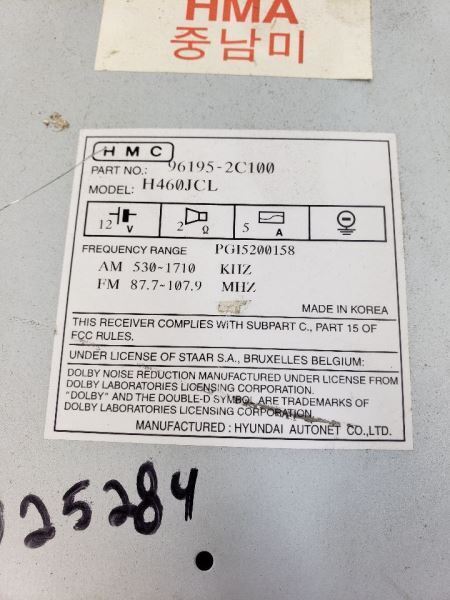 HMA
중남미
HMC
PART NO.: 96195-2C100
MODEL: H460JCL
12 V 2 Ω 5 A
FREQUENCY RANGE PGI5200158
AM 530~1710 KHZ
FM 87.7~107.9 MHZ
MADE IN KOREA
THIS RECEIVER COMPLIES WITH SUBPART C., PART 15 OF
FCC RULES.
UNDER LICENSE OF STAAR S.A., BRUXELLES BELGIUM:
DOLBY NOISE REDUCTION MANUFACTURED UNDER LICENSE FROM
DOLBY LABORATORIES LICENSING CORPORATION.
"DOLBY" AND THE DOUBLE-D SYMBOL ARE TRADEMARKS OF
DOLBY LABORATORIES LICENSING CORPORATION.
MANUFACTURED : HYUNDAI AUTONET CO.,LTD.
25284